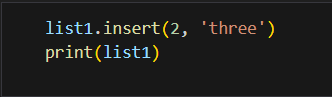 list1.insert(2, 'three')
print(list1)